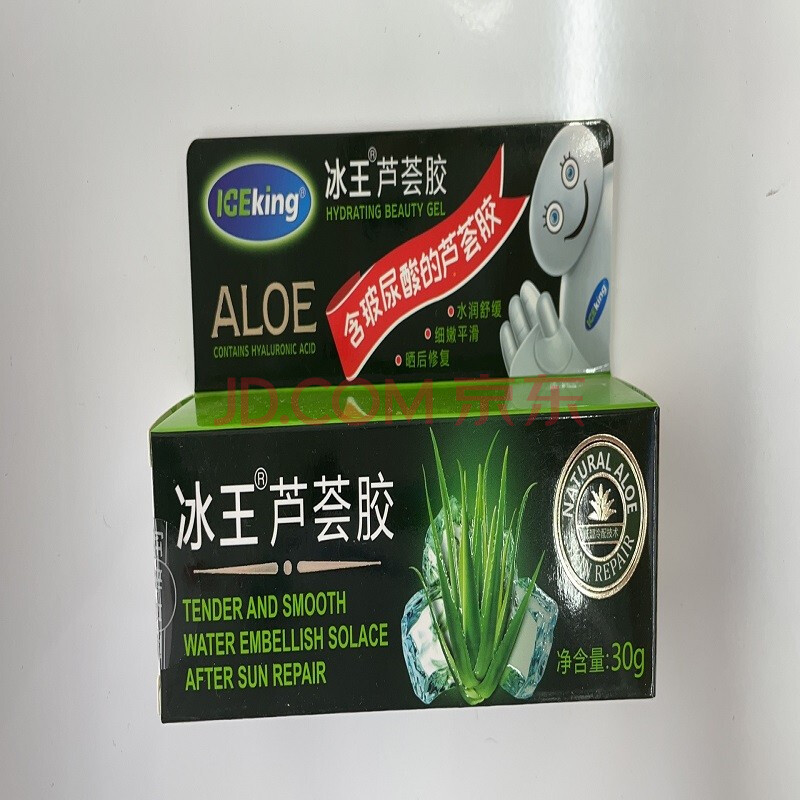 ICEking®
冰王®芦荟胶
HYDRATING BEAUTY GEL
含玻尿酸的芦荟胶
ALOE
CONTAINS HYALURONIC ACID
水润舒缓
细嫩平滑
晒后修复
ICEking
JD.COM 京东
冰王®芦荟胶
TENDER AND SMOOTH
WATER EMBELLISH SOLACE
AFTER SUN REPAIR
NATURAL ALOE
REPAIR
净含量:30g